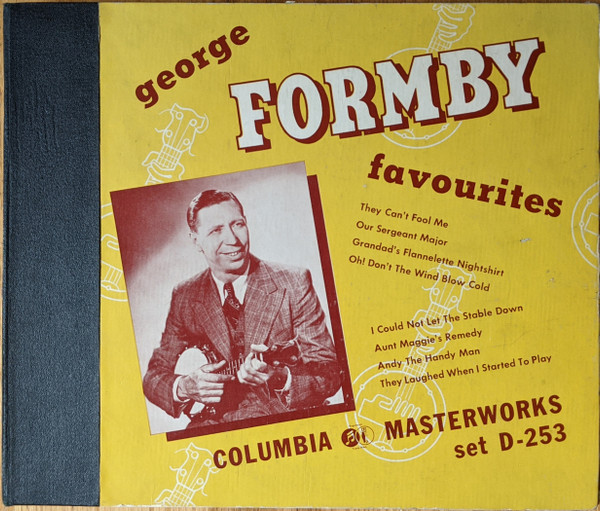 george
FORMBY
favourites
They Can't Fool Me
Our Sergeant Major
Grandad's Flannelette Nightshirt
Oh! Don't The Wind Blow Cold
I Could Not Let The Stable Down
Aunt Maggie's Remedy
Andy The Handy Man
They Laughed When I Started To Play
COLUMBIA MASTERWORKS
set D-253